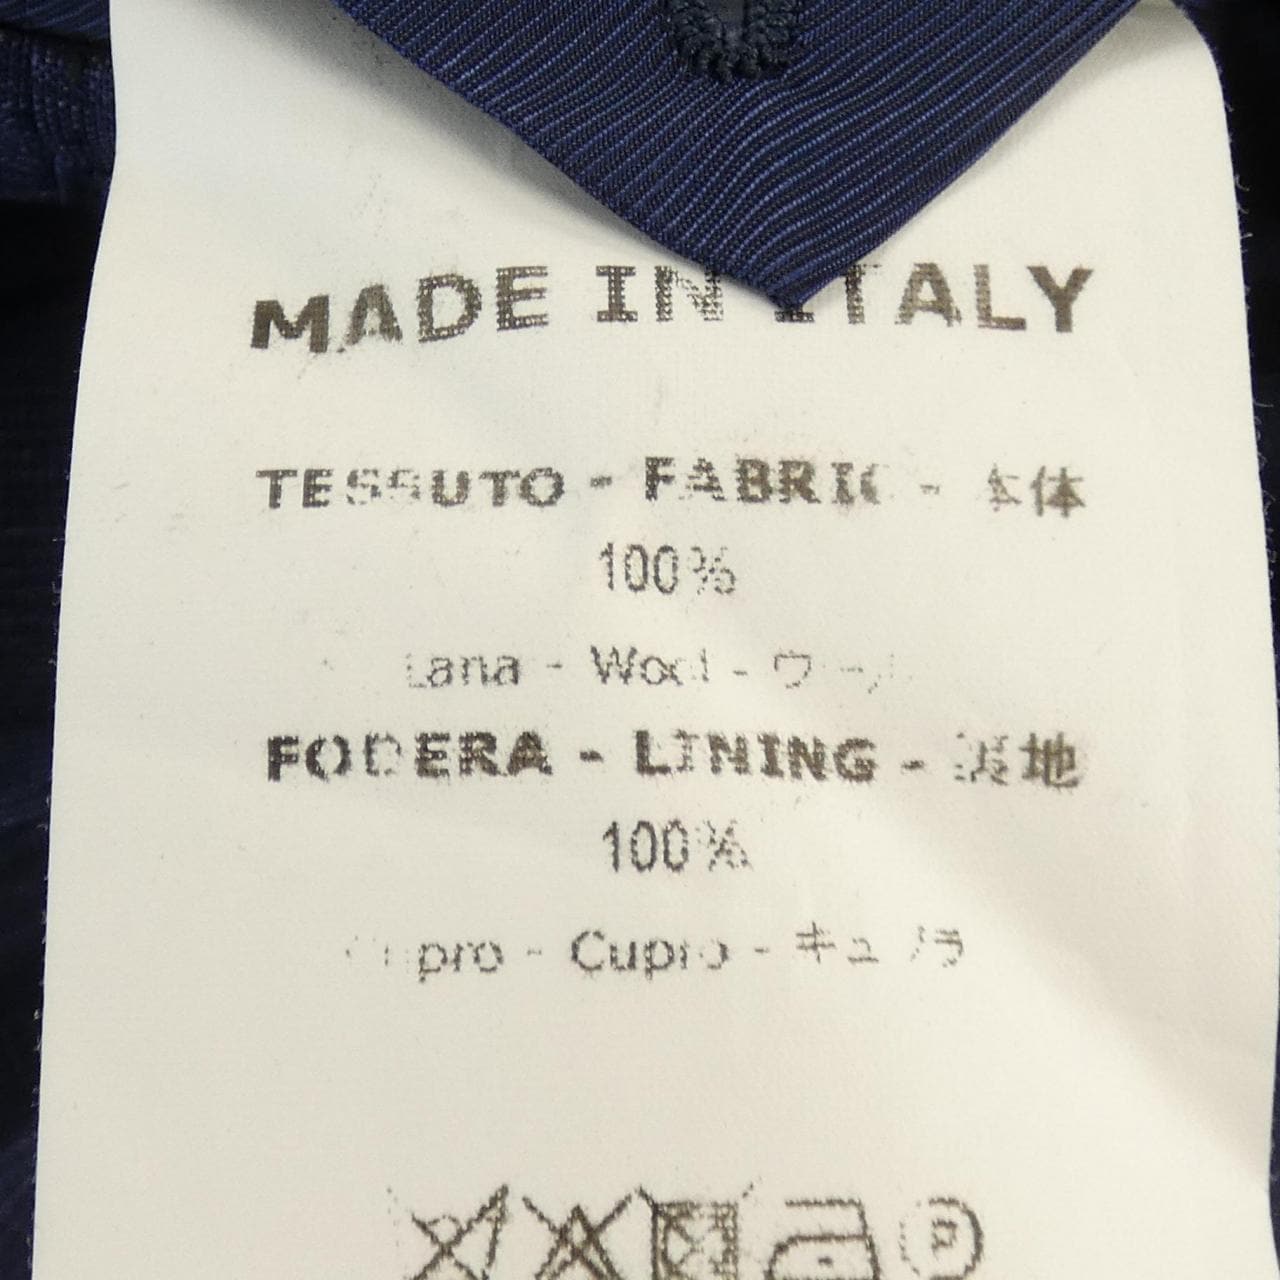 MADE IN ITALY
TESSUTO - FABRIC - 本体
100%
Lana - Wool - ウール
FODERA - LINING - 裏地
100%
Cupro - Cupro - キュプラ